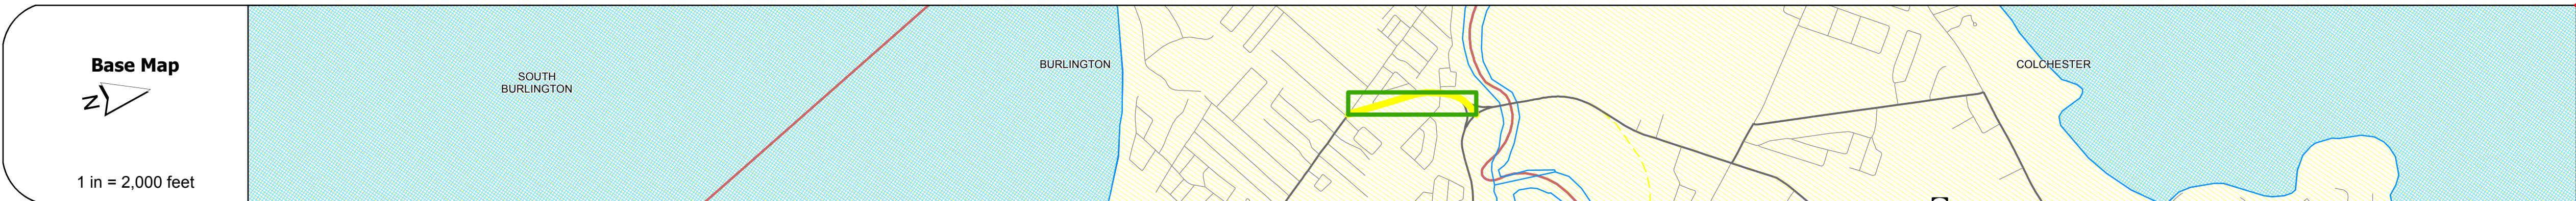 Base Map
N
1 in = 2,000 feet
SOUTH
BURLINGTON
BURLINGTON
COLCHESTER